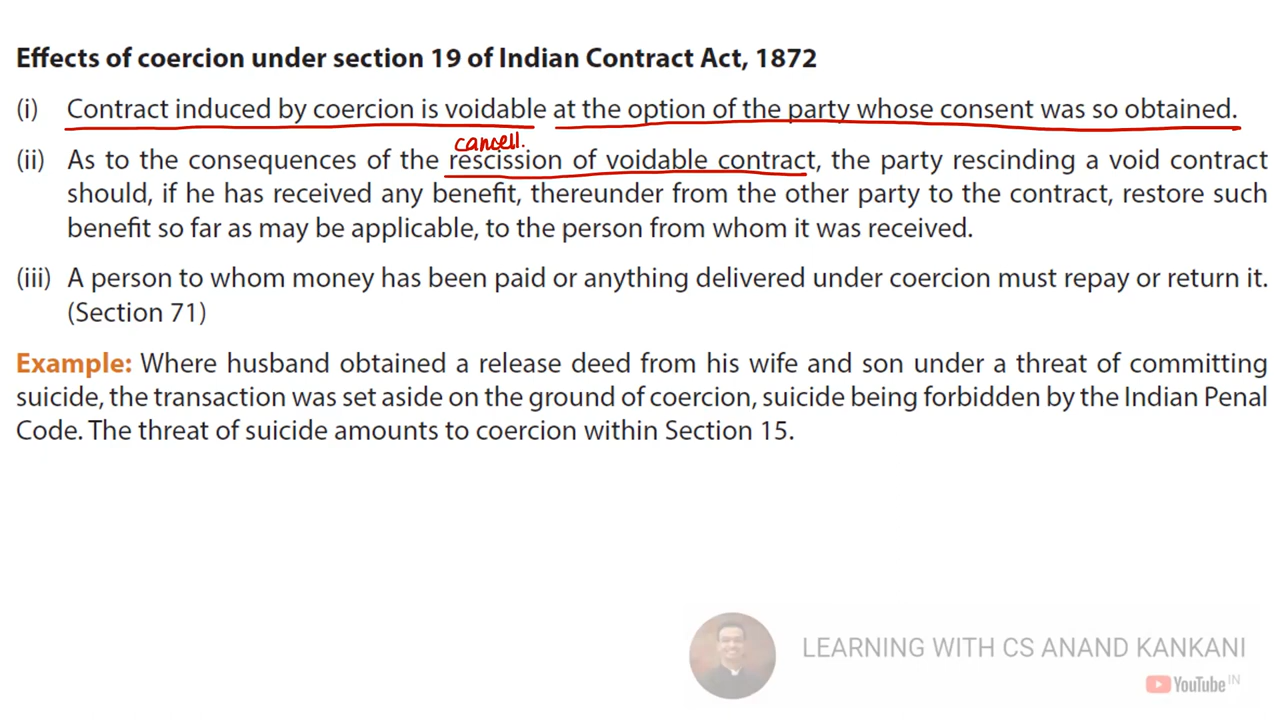 Effects of coercion under section 19 of Indian Contract Act, 1872
(i) Contract induced by coercion is voidable at the option of the party whose consent was so obtained.
cancell.
(ii) As to the consequences of the rescission of voidable contract, the party rescinding a void contract
should, if he has received any benefit, thereunder from the other party to the contract, restore such
benefit so far as may be applicable, to the person from whom it was received.
(iii) A person to whom money has been paid or anything delivered under coercion must repay or return it.
(Section 71)
Example: Where husband obtained a release deed from his wife and son under a threat of committing
suicide, the transaction was set aside on the ground of coercion, suicide being forbidden by the Indian Penal
Code. The threat of suicide amounts to coercion within Section 15.
LEARNING WITH CS ANAND KANKANI
YouTube IN